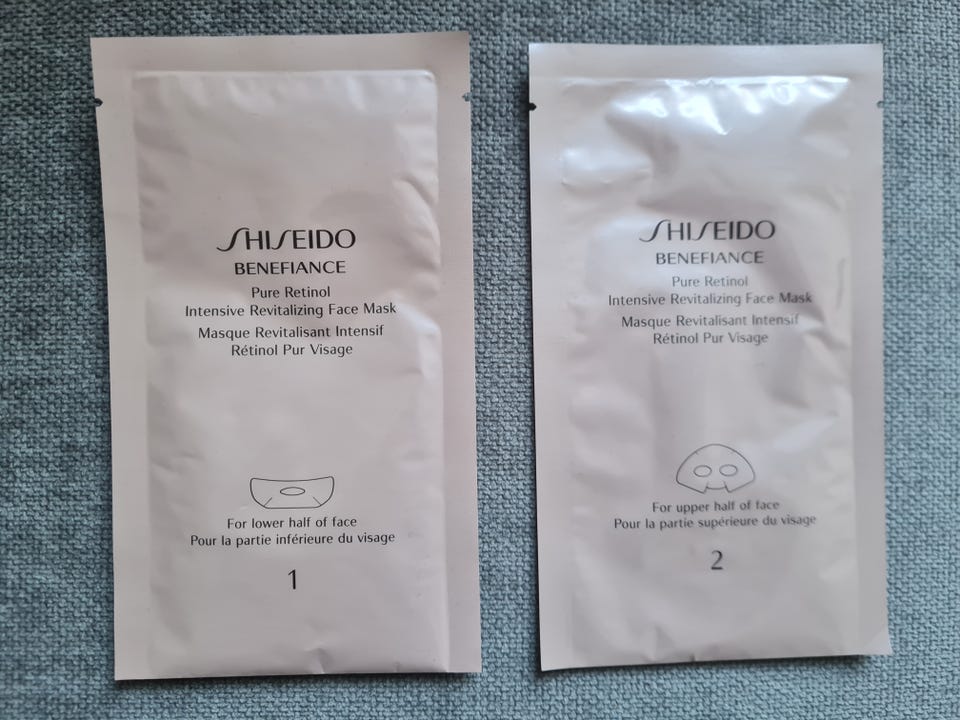 SHISEIDO
BENEFIANCE
Pure Retinol
Intensive Revitalizing Face Mask
Masque Revitalisant Intensif
Rétinol Pur Visage
For lower half of face
Pour la partie inférieure du visage
1
SHISEIDO
BENEFIANCE
Pure Retinol
Intensive Revitalizing Face Mask
Masque Revitalisant Intensif
Rétinol Pur Visage
For upper half of face
Pour la partie supérieure du visage
2